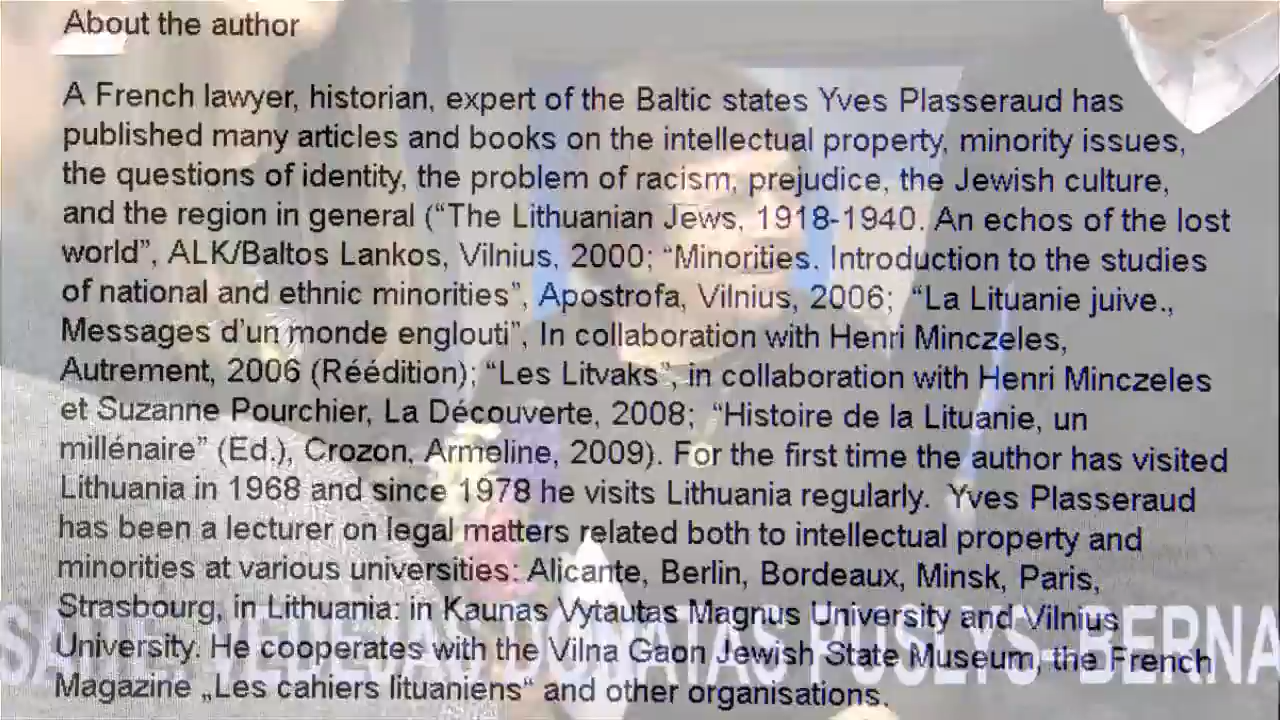 About the author
A French lawyer, historian, expert of the Baltic states Yves Plasseraud has
published many articles and books on the intellectual property, minority issues,
the questions of identity, the problem of racism, prejudice, the Jewish culture,
and the region in general (“The Lithuanian Jews, 1918-1940. An echos of the lost
world”, ALK/Baltos Lankos, Vilnius, 2000; “Minorities. Introduction to the studies
of national and ethnic minorities”, Apostrofa, Vilnius, 2006; “La Lituanie juive.,
Messages d’un monde englouti”, In collaboration with Henri Minczeles,
Autrement, 2006 (Réédition); “Les Litvaks”, in collaboration with Henri Minczeles
et Suzanne Pourchier, La Découverte, 2008; “Histoire de la Lituanie, un
millénaire” (Ed.), Crozon, Armeline, 2009). For the first time the author has visited
Lithuania in 1968 and since 1978 he visits Lithuania regularly. Yves Plasseraud
has been a lecturer on legal matters related both to intellectual property and
minorities at various universities: Alicante, Berlin, Bordeaux, Minsk, Paris,
Strasbourg, in Lithuania: in Kaunas Vytautas Magnus University and Vilnius
University. He cooperates with the Vilna Gaon Jewish State Museum, the French
Magazine „Les cahiers lituaniens“ and other organisations.
DONATAS PUSLYS BERNA